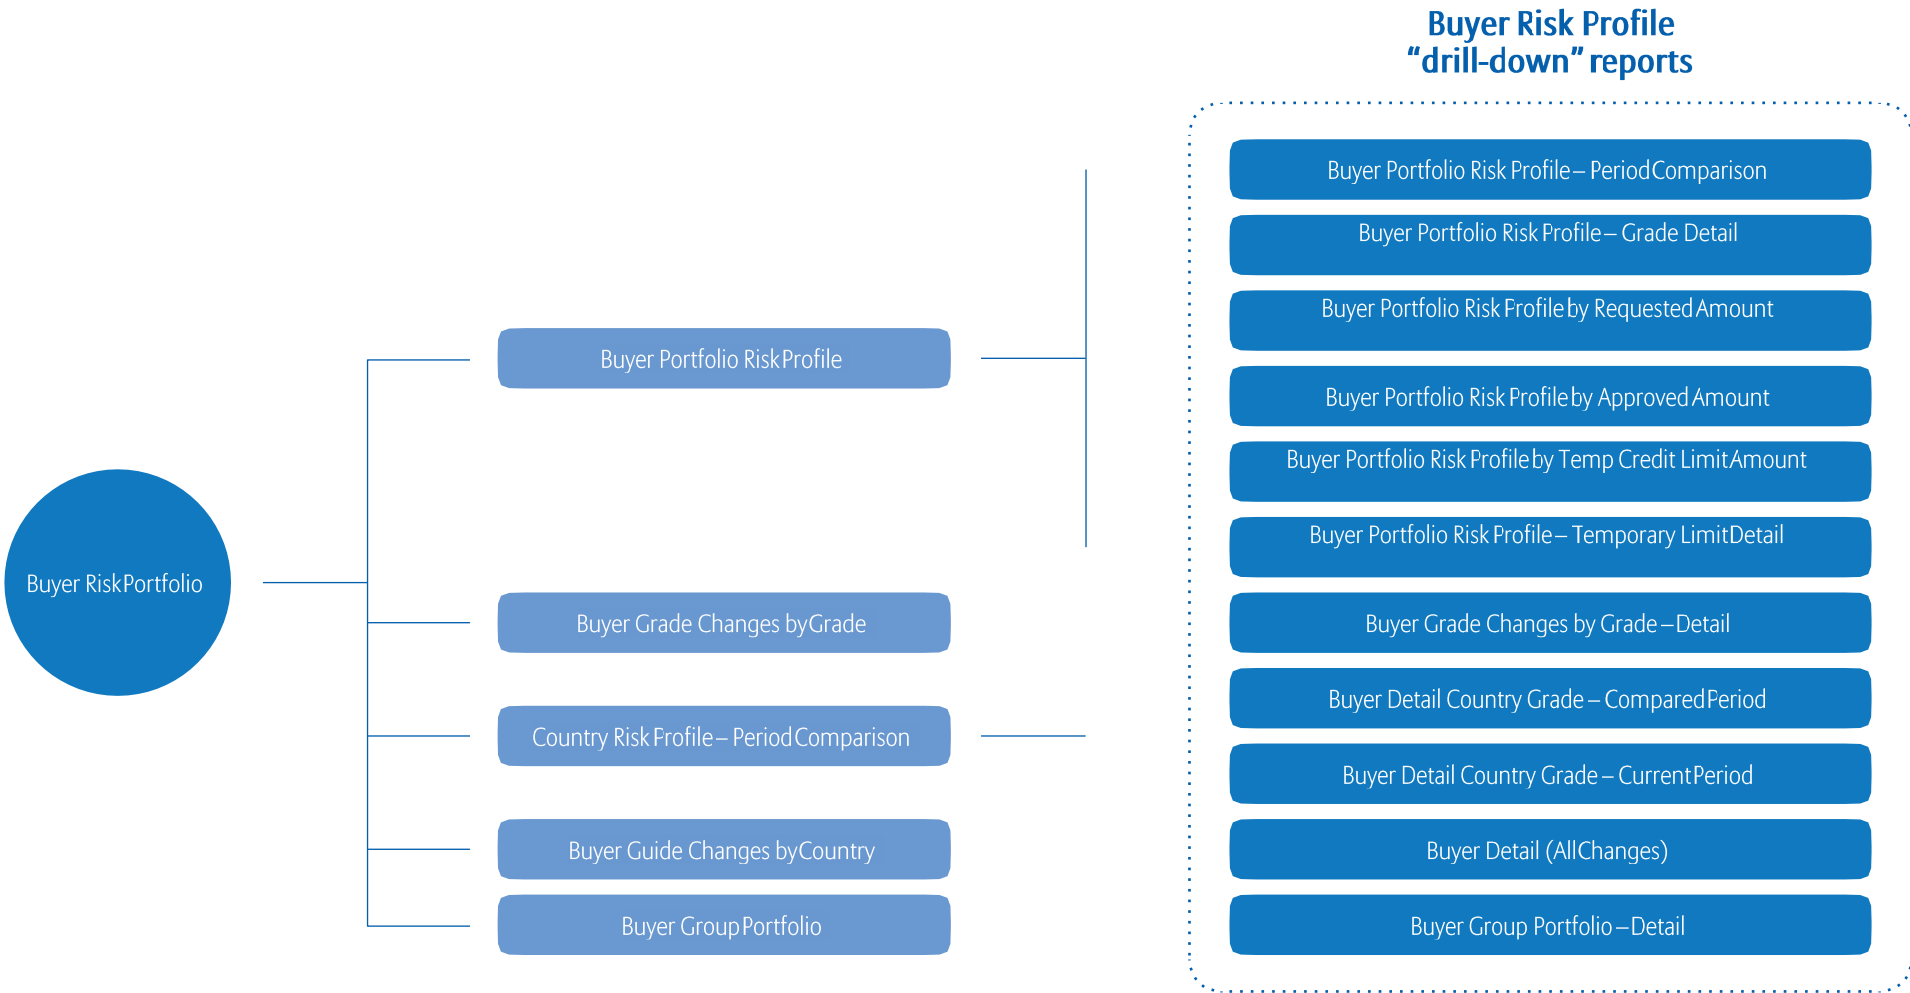 Buyer Risk Profile
“drill-down” reports
Buyer Portfolio Risk Profile – Period Comparison
Buyer Portfolio Risk Profile – Grade Detail
Buyer Portfolio Risk Profile by Requested Amount
Buyer Portfolio Risk Profile
Buyer Portfolio Risk Profile by Approved Amount
Buyer Portfolio Risk Profile by Temp Credit Limit Amount
Buyer Portfolio Risk Profile – Temporary Limit Detail
Buyer Risk Portfolio
Buyer Grade Changes by Grade
Buyer Grade Changes by Grade – Detail
Buyer Detail Country Grade – Compared Period
Country Risk Profile – Period Comparison
Buyer Detail Country Grade – Current Period
Buyer Guide Changes by Country
Buyer Detail (All Changes)
Buyer Group Portfolio
Buyer Group Portfolio – Detail